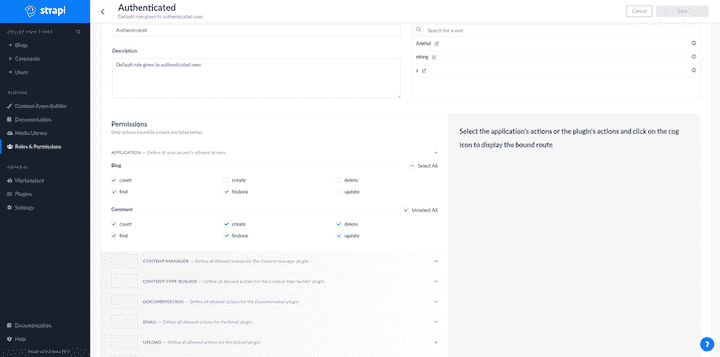 strapi
Authenticated
Default role given to authenticated user.
Cancel
Save
Blogs
Comments
Users
Content-Types Builder
Documentation
Media Library
Roles & Permissions
Marketplace
Plugins
Settings
Documentation
Help
Authenticated
Description
Default role given to authenticated user.
Search for a user
Anshul
string
s
Permissions
Only actions bound by a route are listed below.
APPLICATION — Define all your project's allowed actions.
Blog
Select All
count
create
delete
find
findone
update
Comment
Unselect All
count
create
delete
find
findone
update
CONTENT-MANAGER — Define all allowed actions for the Content-manager plugin.
CONTENT-TYPE-BUILDER — Define all allowed actions for the Content-type-builder plugin.
DOCUMENTATION — Define all allowed actions for the Documentation plugin.
EMAIL — Define all allowed actions for the Email plugin.
UPLOAD — Define all allowed actions for the Upload plugin.
Select the application's actions or the plugin's actions and click on the cog
icon to display the bound route
?